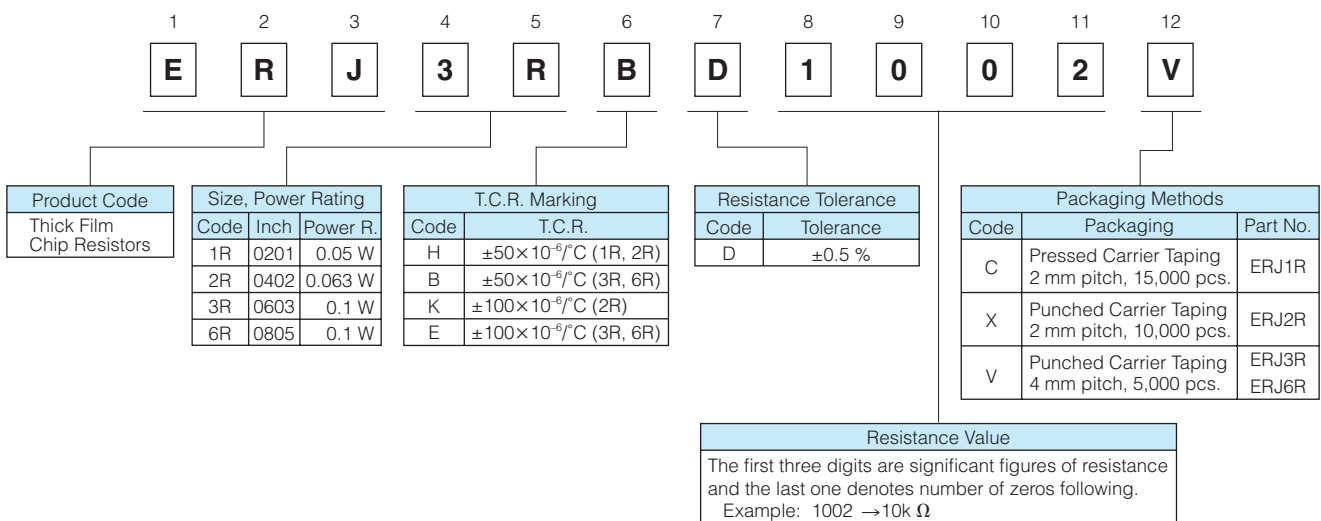 1 2 3 4 5 6 7 8 9 10 11 12
E R J 3 R B D 1 0 0 2 V
Product Code
Thick Film
Chip Resistors
Size, Power Rating
Code Inch Power R.
1R 0201 0.05 W
2R 0402 0.063 W
3R 0603 0.1 W
6R 0805 0.1 W
T.C.R. Marking
Code T.C.R.
H ±50×10⁻⁶/°C (1R, 2R)
B ±50×10⁻⁶/°C (3R, 6R)
K ±100×10⁻⁶/°C (2R)
E ±100×10⁻⁶/°C (3R, 6R)
Resistance Tolerance
Code Tolerance
D ±0.5 %
Packaging Methods
Code Packaging Part No.
C Pressed Carrier Taping ERJ1R
2 mm pitch, 15,000 pcs.
X Punched Carrier Taping ERJ2R
2 mm pitch, 10,000 pcs.
V Punched Carrier Taping ERJ3R
4 mm pitch, 5,000 pcs. ERJ6R
Resistance Value
The first three digits are significant figures of resistance
and the last one denotes number of zeros following.
Example: 1002 →10k Ω